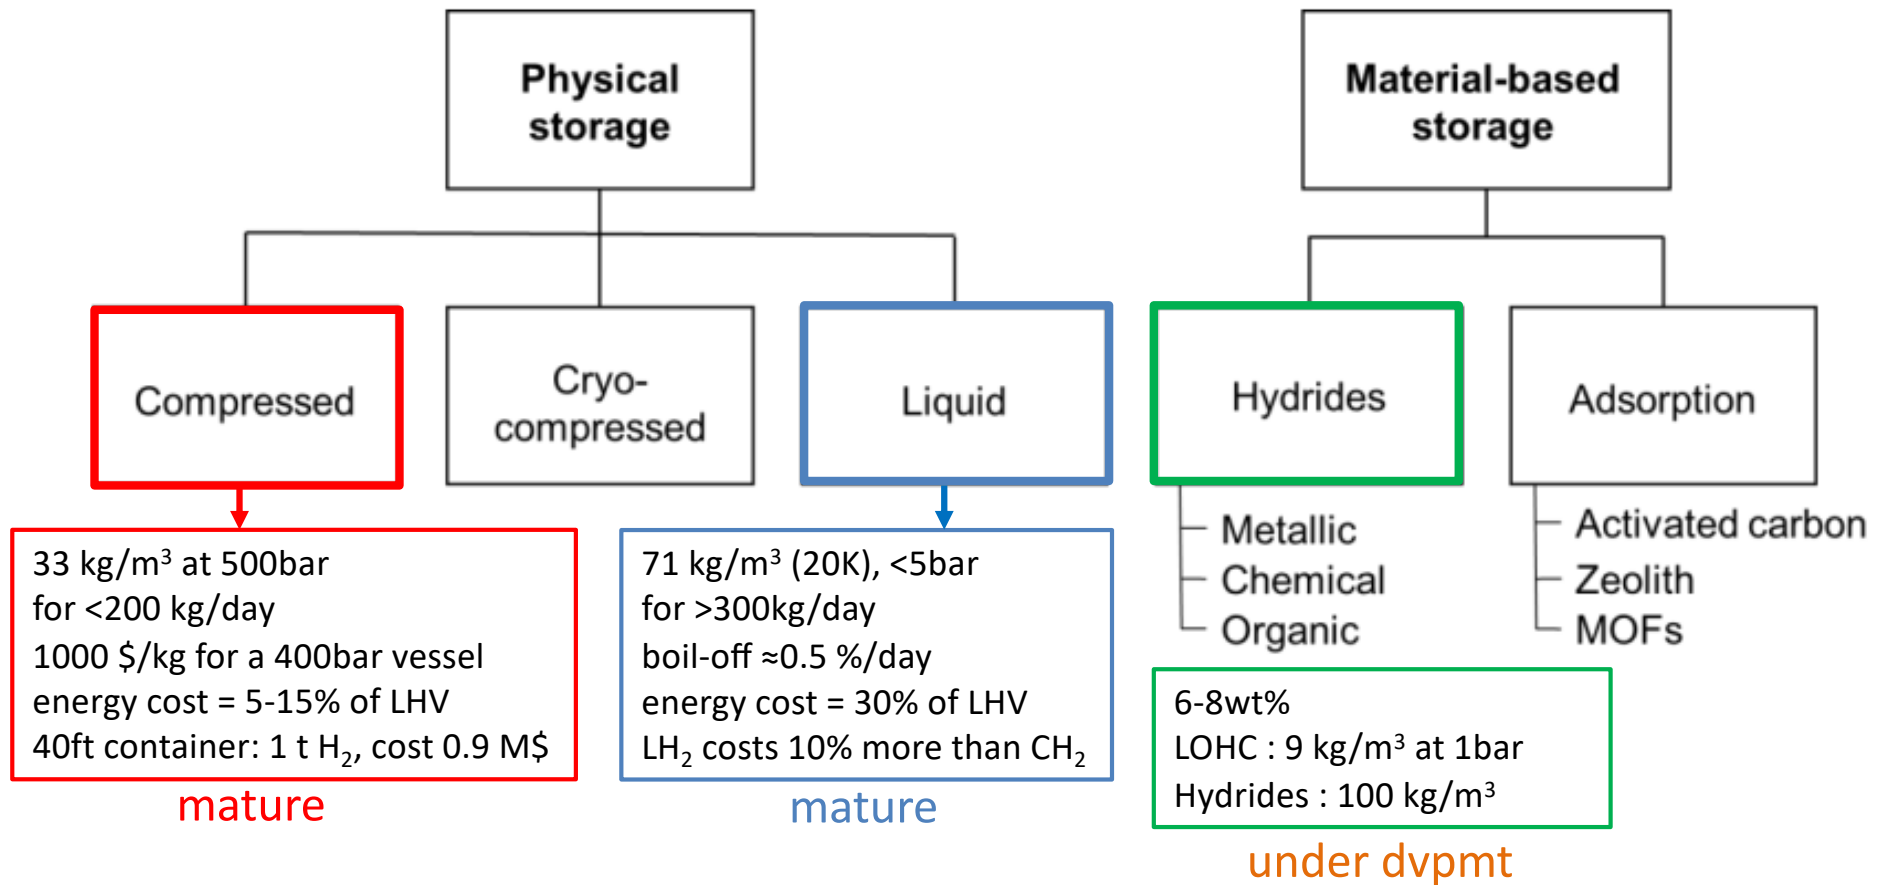 Physical
storage
Material-based
storage
Compressed
Cryo-
compressed
Liquid
Hydrides
Adsorption
Metallic
Chemical
Organic
Activated carbon
Zeolith
MOFs
33 kg/m³ at 500bar
for <200 kg/day
1000 $/kg for a 400bar vessel
energy cost = 5-15% of LHV
40ft container: 1 t H₂, cost 0.9 M$
mature
71 kg/m³ (20K), <5bar
for >300kg/day
boil-off ≈0.5 %/day
energy cost = 30% of LHV
LH₂ costs 10% more than CH₂
mature
6-8wt%
LOHC : 9 kg/m³ at 1bar
Hydrides : 100 kg/m³
under dvpmt